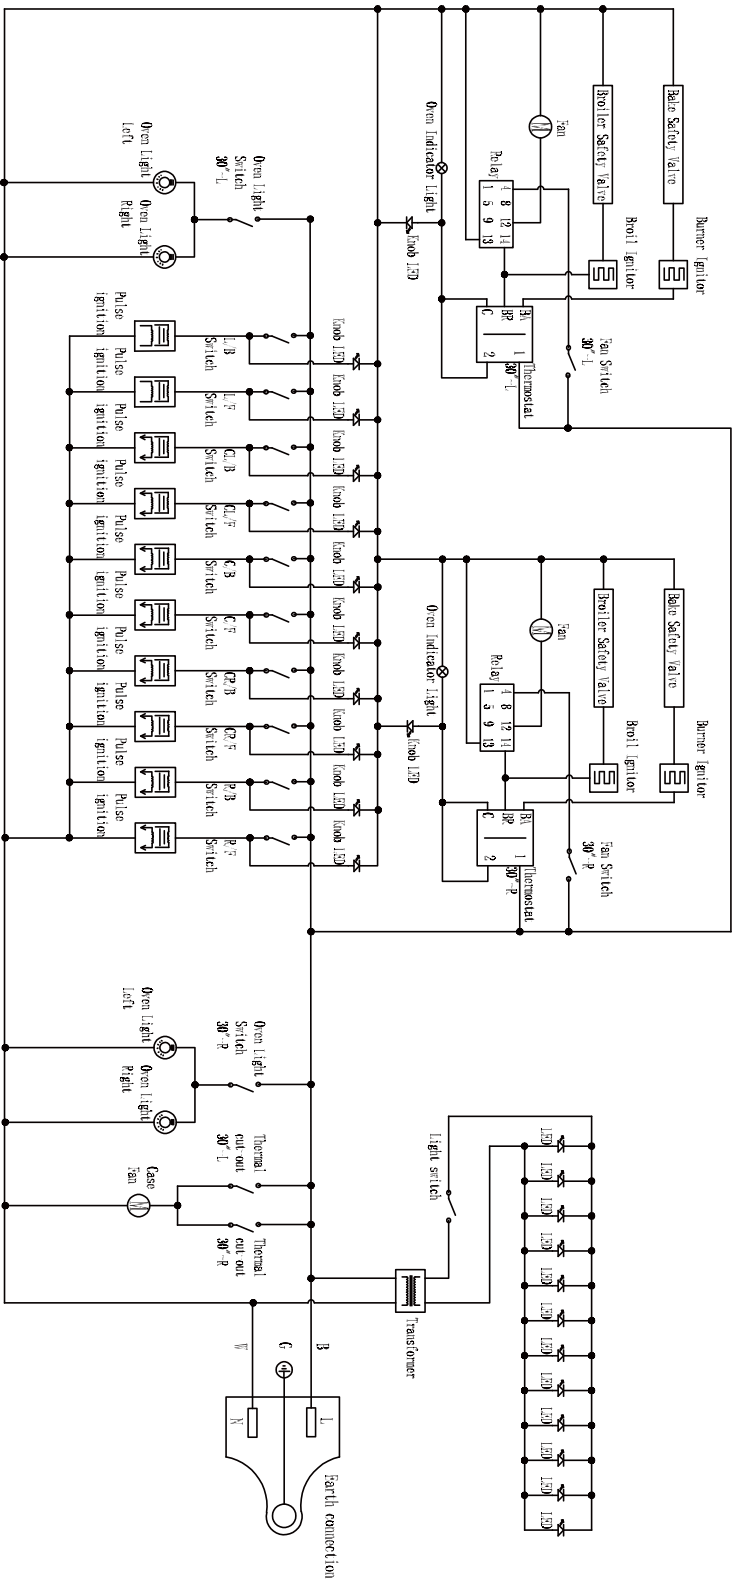 Burner Ignitor
Burner Ignitor
Bake Safety Valve
Bake Safety Valve
Broil Ignitor
Broil Ignitor
Broiler Safety Valve
Fan Switch
30"-L
Broiler Safety Valve
Fan Switch
30"-R
Fan
Fan
LED
LED
LED
LED
LED
LED
LED
LED
LED
LED
LED
LED
Relay
4 8 12 14
1 5 9 13
BA
BR
C
1
2
Thermostat
30"-L
Relay
4 8 12 14
1 5 9 13
BA
BR
C
1
2
Thermostat
30"-R
Oven Indicator Light
Knob LED
Oven Indicator Light
Knob LED
Light switch
Transformer
Knob LED
Knob LED
Knob LED
Knob LED
Knob LED
Knob LED
Knob LED
Knob LED
Knob LED
Knob LED
Oven Light
Switch
30"-L
L/B
Switch
L/F
Switch
CL/B
Switch
CL/F
Switch
C/B
Switch
C/F
Switch
CR/B
Switch
CR/F
Switch
R/B
Switch
R/F
Switch
Oven Light
Switch
30"-R
Thermal
cut-out
30"-L
Thermal
cut-out
30"-R
B
G
W
L
N
Earth connection
Oven Light
Left
Oven Light
Right
Pulse
ignition
Pulse
ignition
Pulse
ignition
Pulse
ignition
Pulse
ignition
Pulse
ignition
Pulse
ignition
Pulse
ignition
Pulse
ignition
Pulse
ignition
Oven Light
Left
Oven Light
Right
Case
Fan